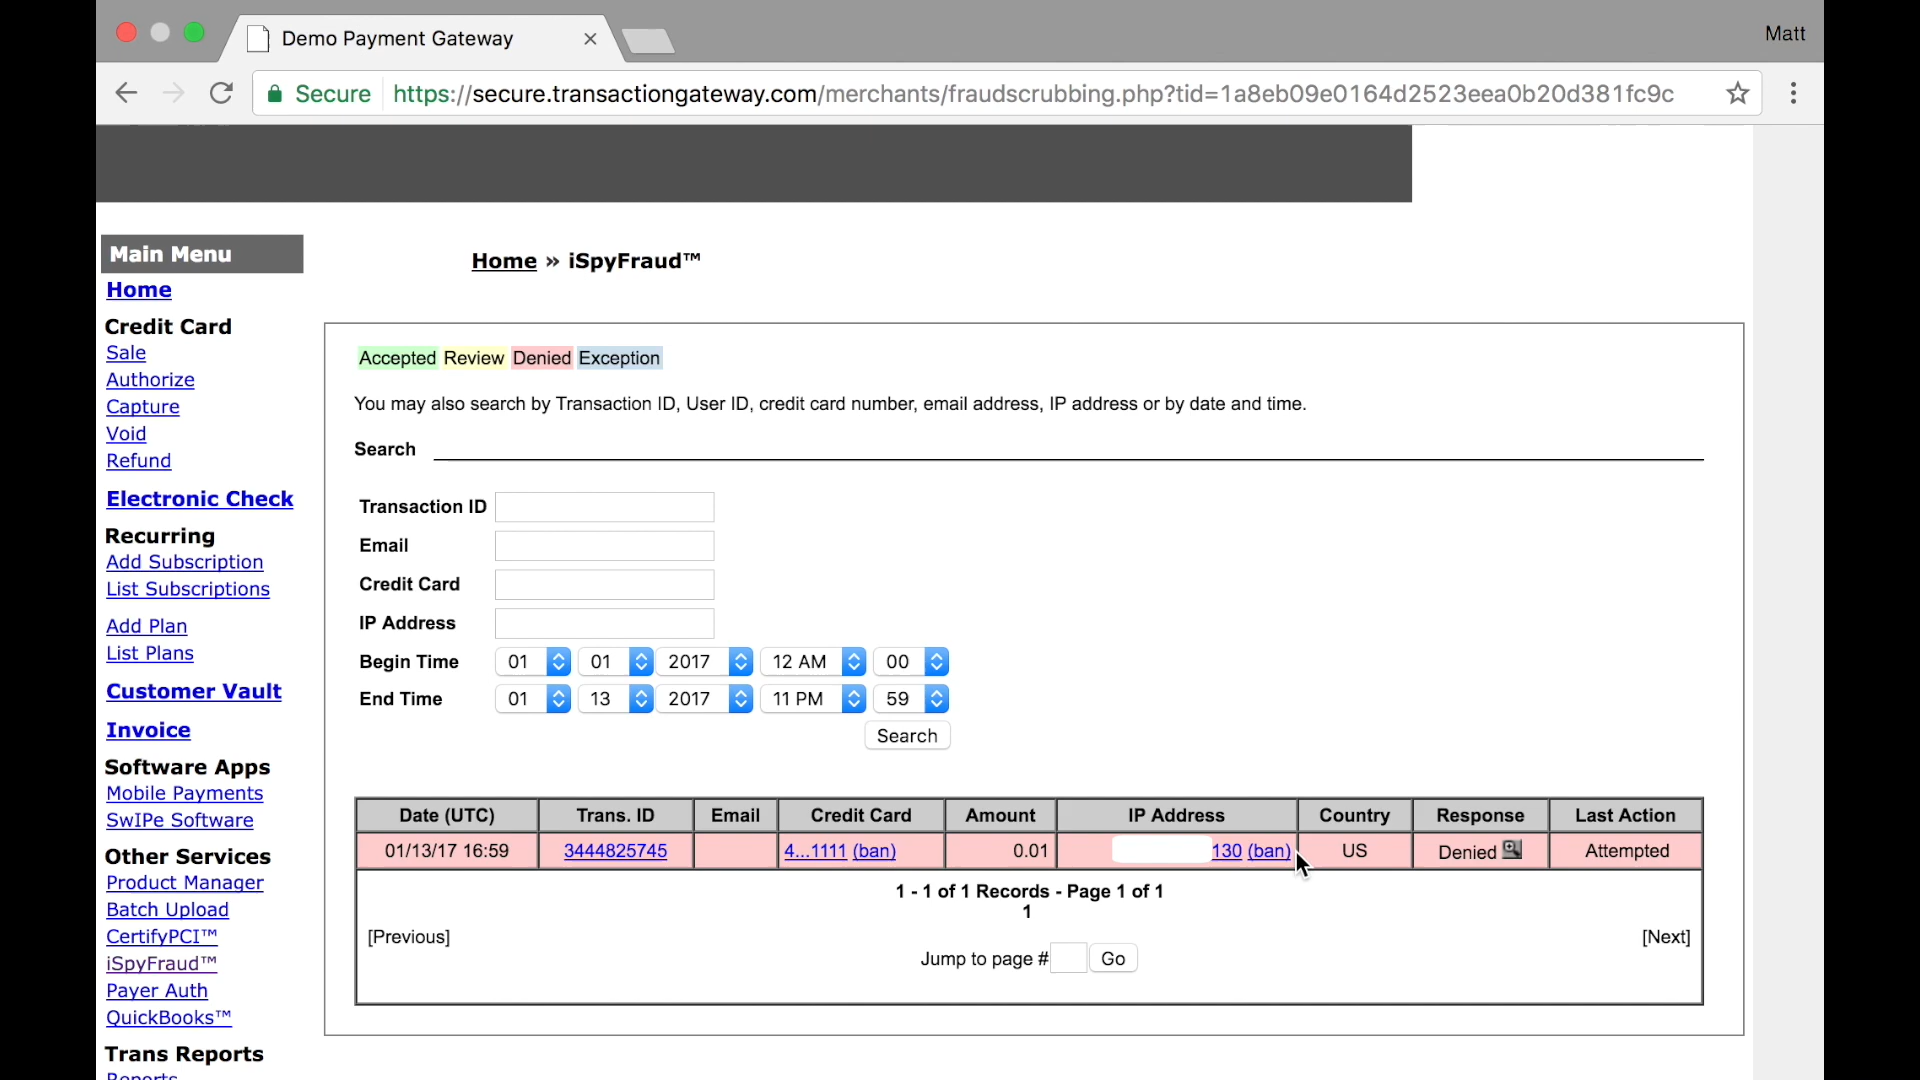 Demo Payment Gateway
Matt
Secure https://secure.transactiongateway.com/merchants/fraudscrubbing.php?tid=1a8eb09e0164d2523eea0b20d381fc9c
Main Menu
Home
Credit Card
Sale
Authorize
Capture
Void
Refund
Electronic Check
Recurring
Add Subscription
List Subscriptions
Add Plan
List Plans
Customer Vault
Invoice
Software Apps
Mobile Payments
SwIPe Software
Other Services
Product Manager
Batch Upload
CertifyPCI™
iSpyFraud™
Payer Auth
QuickBooks™
Trans Reports
Reports
Home » iSpyFraud™
Accepted Review Denied Exception
You may also search by Transaction ID, User ID, credit card number, email address, IP address or by date and time.
Search
Transaction ID
Email
Credit Card
IP Address
Begin Time 01 01 2017 12 AM 00
End Time 01 13 2017 11 PM 59
Search
Date (UTC) Trans. ID Email Credit Card Amount IP Address Country Response Last Action
01/13/17 16:59 3444825745 4...1111 (ban) 0.01 130 (ban) US Denied Attempted
1 - 1 of 1 Records - Page 1 of 1
1
[Previous] [Next]
Jump to page # Go